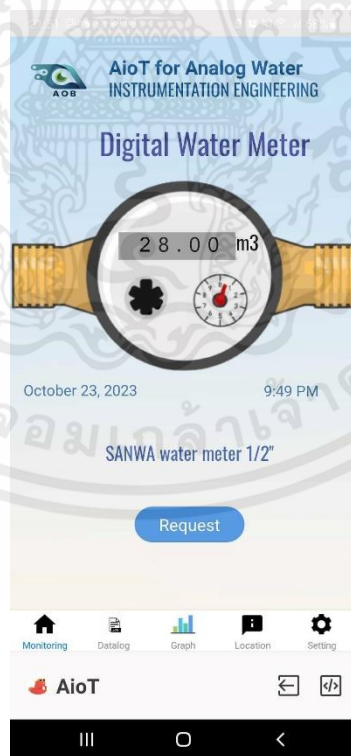 AOB
AioT for Analog Water
INSTRUMENTATION ENGINEERING
Digital Water Meter
28.00 m3
October 23, 2023
9:49 PM
SANWA water meter 1/2"
Request
Monitoring
Datalog
Graph
Location
Setting
AioT